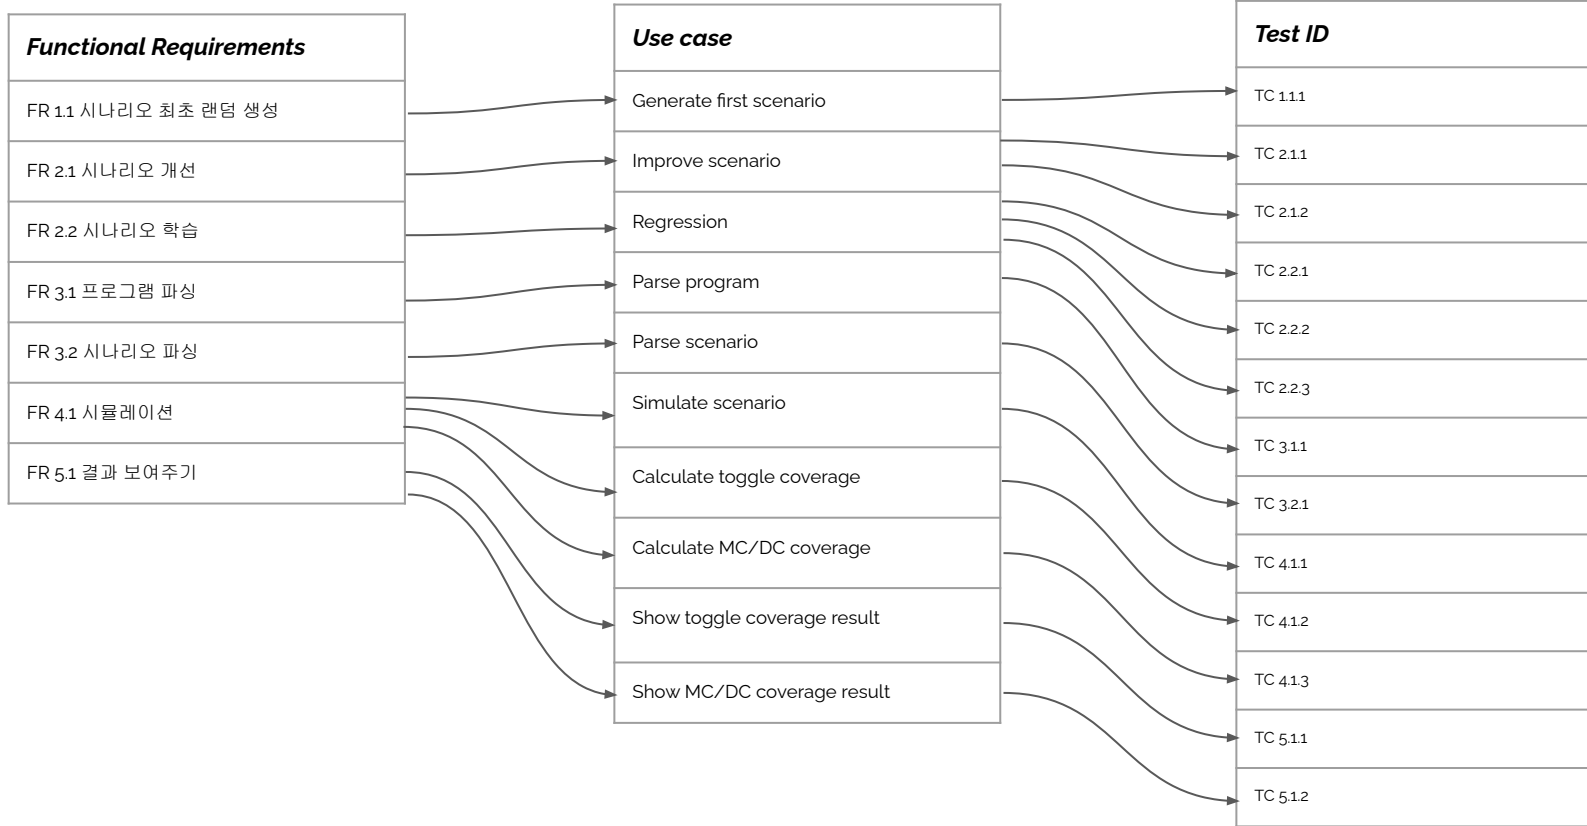 Functional Requirements
FR 1.1 시나리오 최초 랜덤 생성
FR 2.1 시나리오 개선
FR 2.2 시나리오 학습
FR 3.1 프로그램 파싱
FR 3.2 시나리오 파싱
FR 4.1 시뮬레이션
FR 5.1 결과 보여주기
Use case
Generate first scenario
Improve scenario
Regression
Parse program
Parse scenario
Simulate scenario
Calculate toggle coverage
Calculate MC/DC coverage
Show toggle coverage result
Show MC/DC coverage result
Test ID
TC 1.1.1
TC 2.1.1
TC 2.1.2
TC 2.2.1
TC 2.2.2
TC 2.2.3
TC 3.1.1
TC 3.2.1
TC 4.1.1
TC 4.1.2
TC 4.1.3
TC 5.1.1
TC 5.1.2